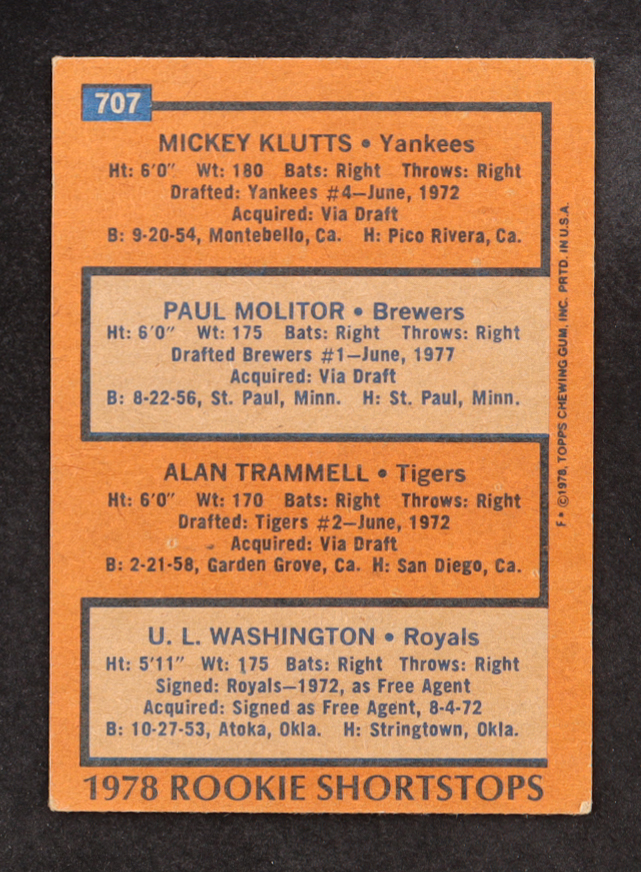 707
MICKEY KLUTTS • Yankees
Ht: 6'0" Wt: 180 Bats: Right Throws: Right
Drafted: Yankees #4—June, 1972
Acquired: Via Draft
B: 9-20-54, Montebello, Ca. H: Pico Rivera, Ca.
PAUL MOLITOR • Brewers
Ht: 6'0" Wt: 175 Bats: Right Throws: Right
Drafted Brewers #1—June, 1977
Acquired: Via Draft
B: 8-22-56, St. Paul, Minn. H: St. Paul, Minn.
ALAN TRAMMELL • Tigers
Ht: 6'0" Wt: 170 Bats: Right Throws: Right
Drafted: Tigers #2—June, 1972
Acquired: Via Draft
B: 2-21-58, Garden Grove, Ca. H: San Diego, Ca.
U. L. WASHINGTON • Royals
Ht: 5'11" Wt: 175 Bats: Right Throws: Right
Signed: Royals—1972, as Free Agent
Acquired: Signed as Free Agent, 8-4-72
B: 10-27-53, Atoka, Okla. H: Stringtown, Okla.
1978 ROOKIE SHORTSTOPS
F* ©1978, TOPPS CHEWING GUM, INC. PRTD. IN U.S.A.